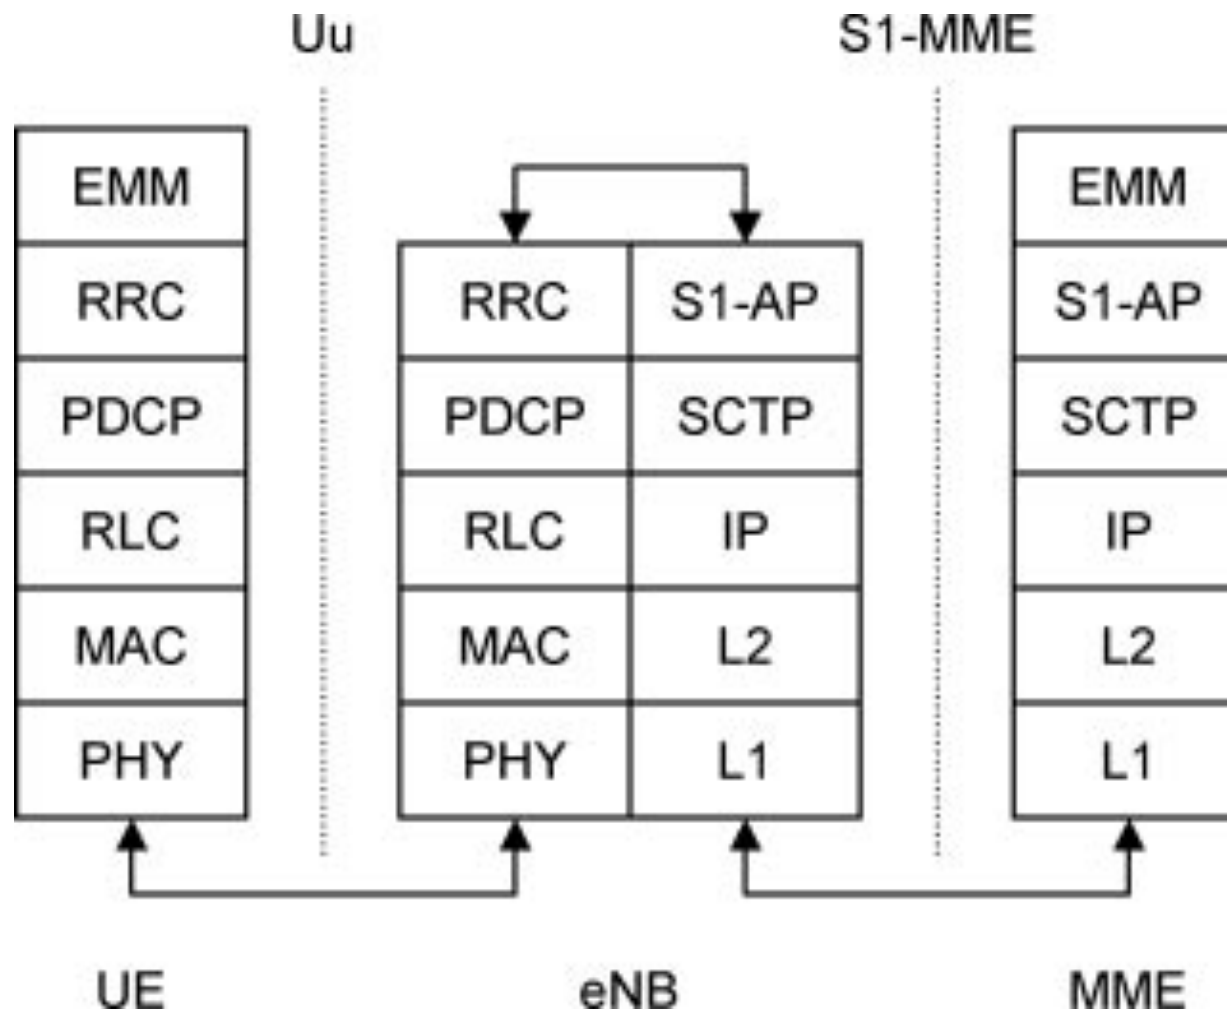 Uu S1-MME
EMM EMM
RRC RRC S1-AP S1-AP
PDCP PDCP SCTP SCTP
RLC RLC IP IP
MAC MAC L2 L2
PHY PHY L1 L1
UE eNB MME